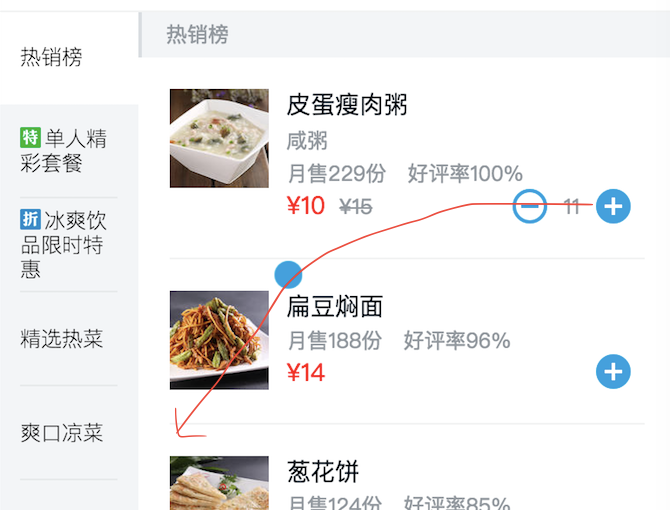 热销榜
特 单人精
彩套餐
折 冰爽饮
品限时特
惠
精选热菜
爽口凉菜
热销榜
皮蛋瘦肉粥
咸粥
月售229份 好评率100%
¥10 ¥15 11
扁豆焖面
月售188份 好评率96%
¥14
葱花饼
月售124份 好评率85%